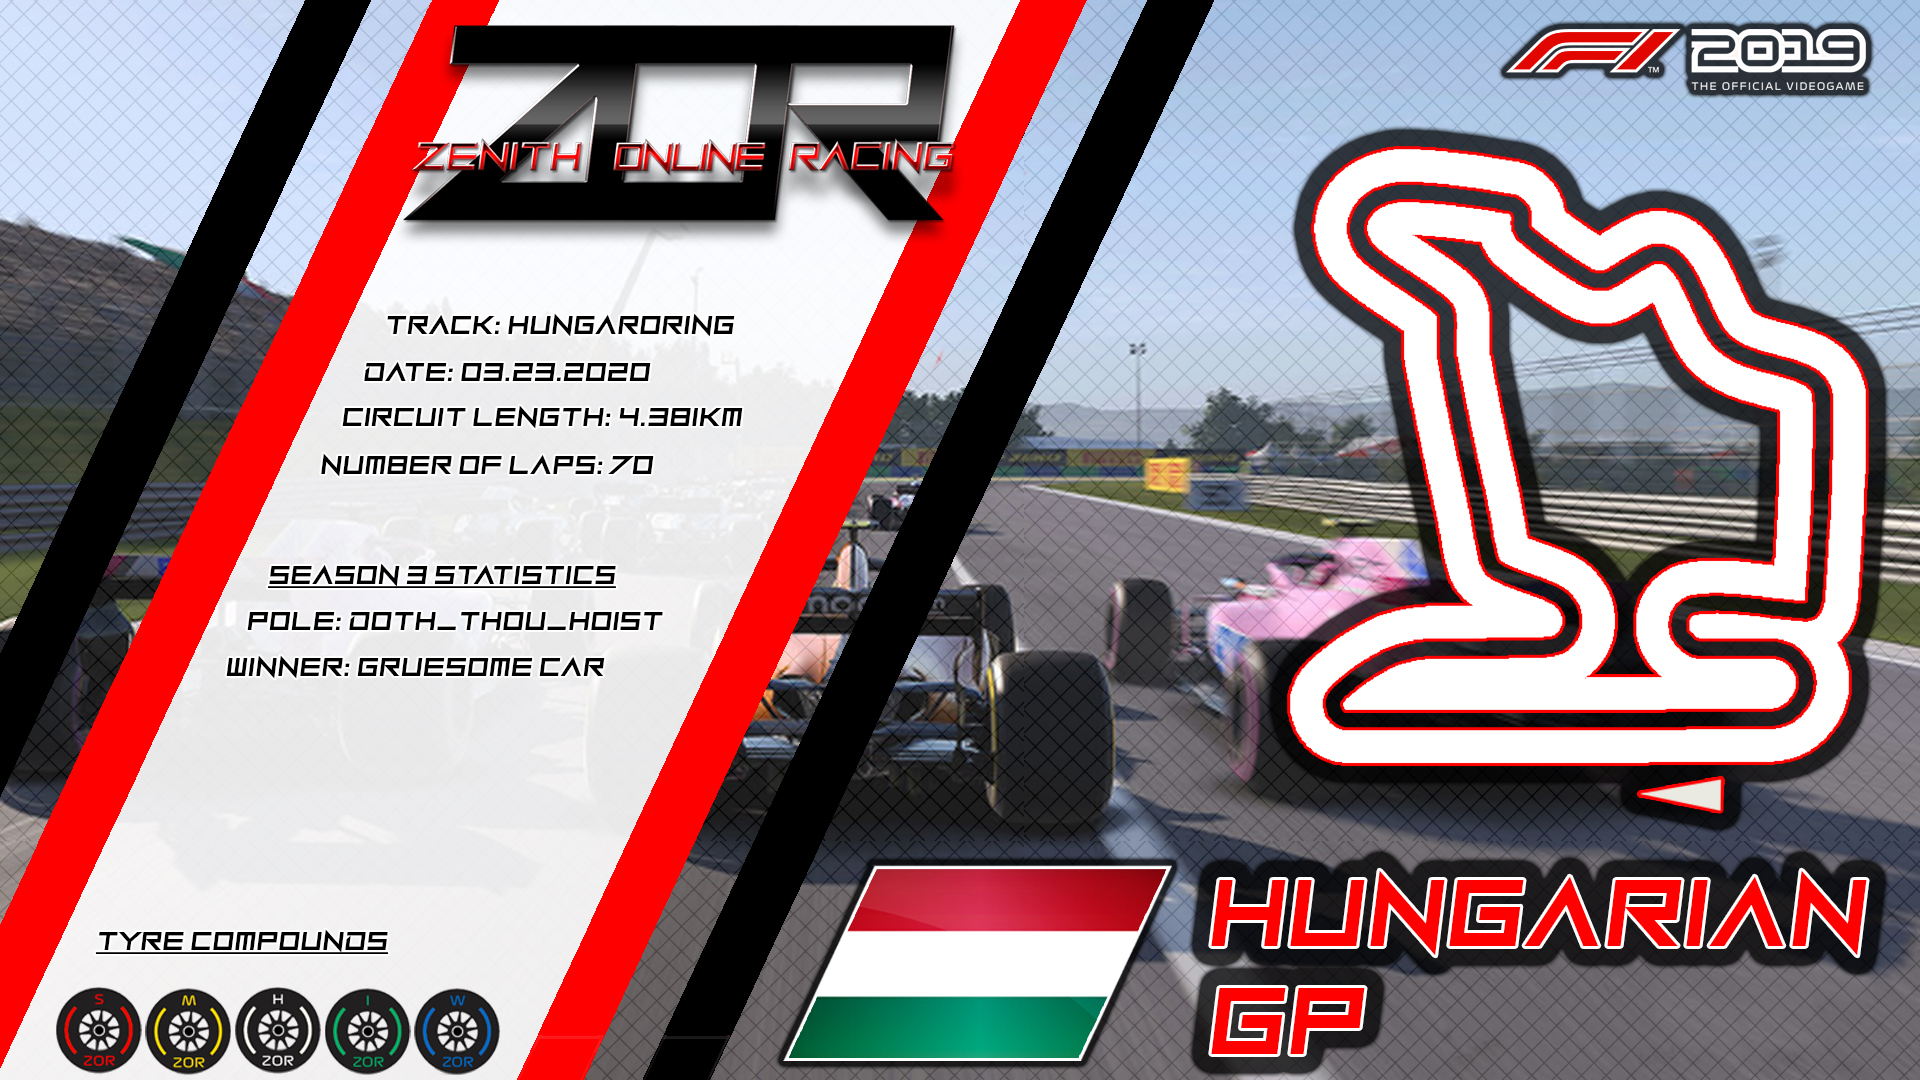 ZOR
ZENITH ONLINE RACING
F1 ™ 2019
THE OFFICIAL VIDEOGAME
TRACK: HUNGARORING
DATE: 03.23.2020
CIRCUIT LENGTH: 4.381KM
NUMBER OF LAPS: 70
SEASON 3 STATISTICS
POLE: DOTH_THOU_HOIST
WINNER: GRUESOME CAR
TYRE COMPOUNDS
S M H I W
ZOR ZOR ZOR ZOR ZOR
HUNGARIAN
GP